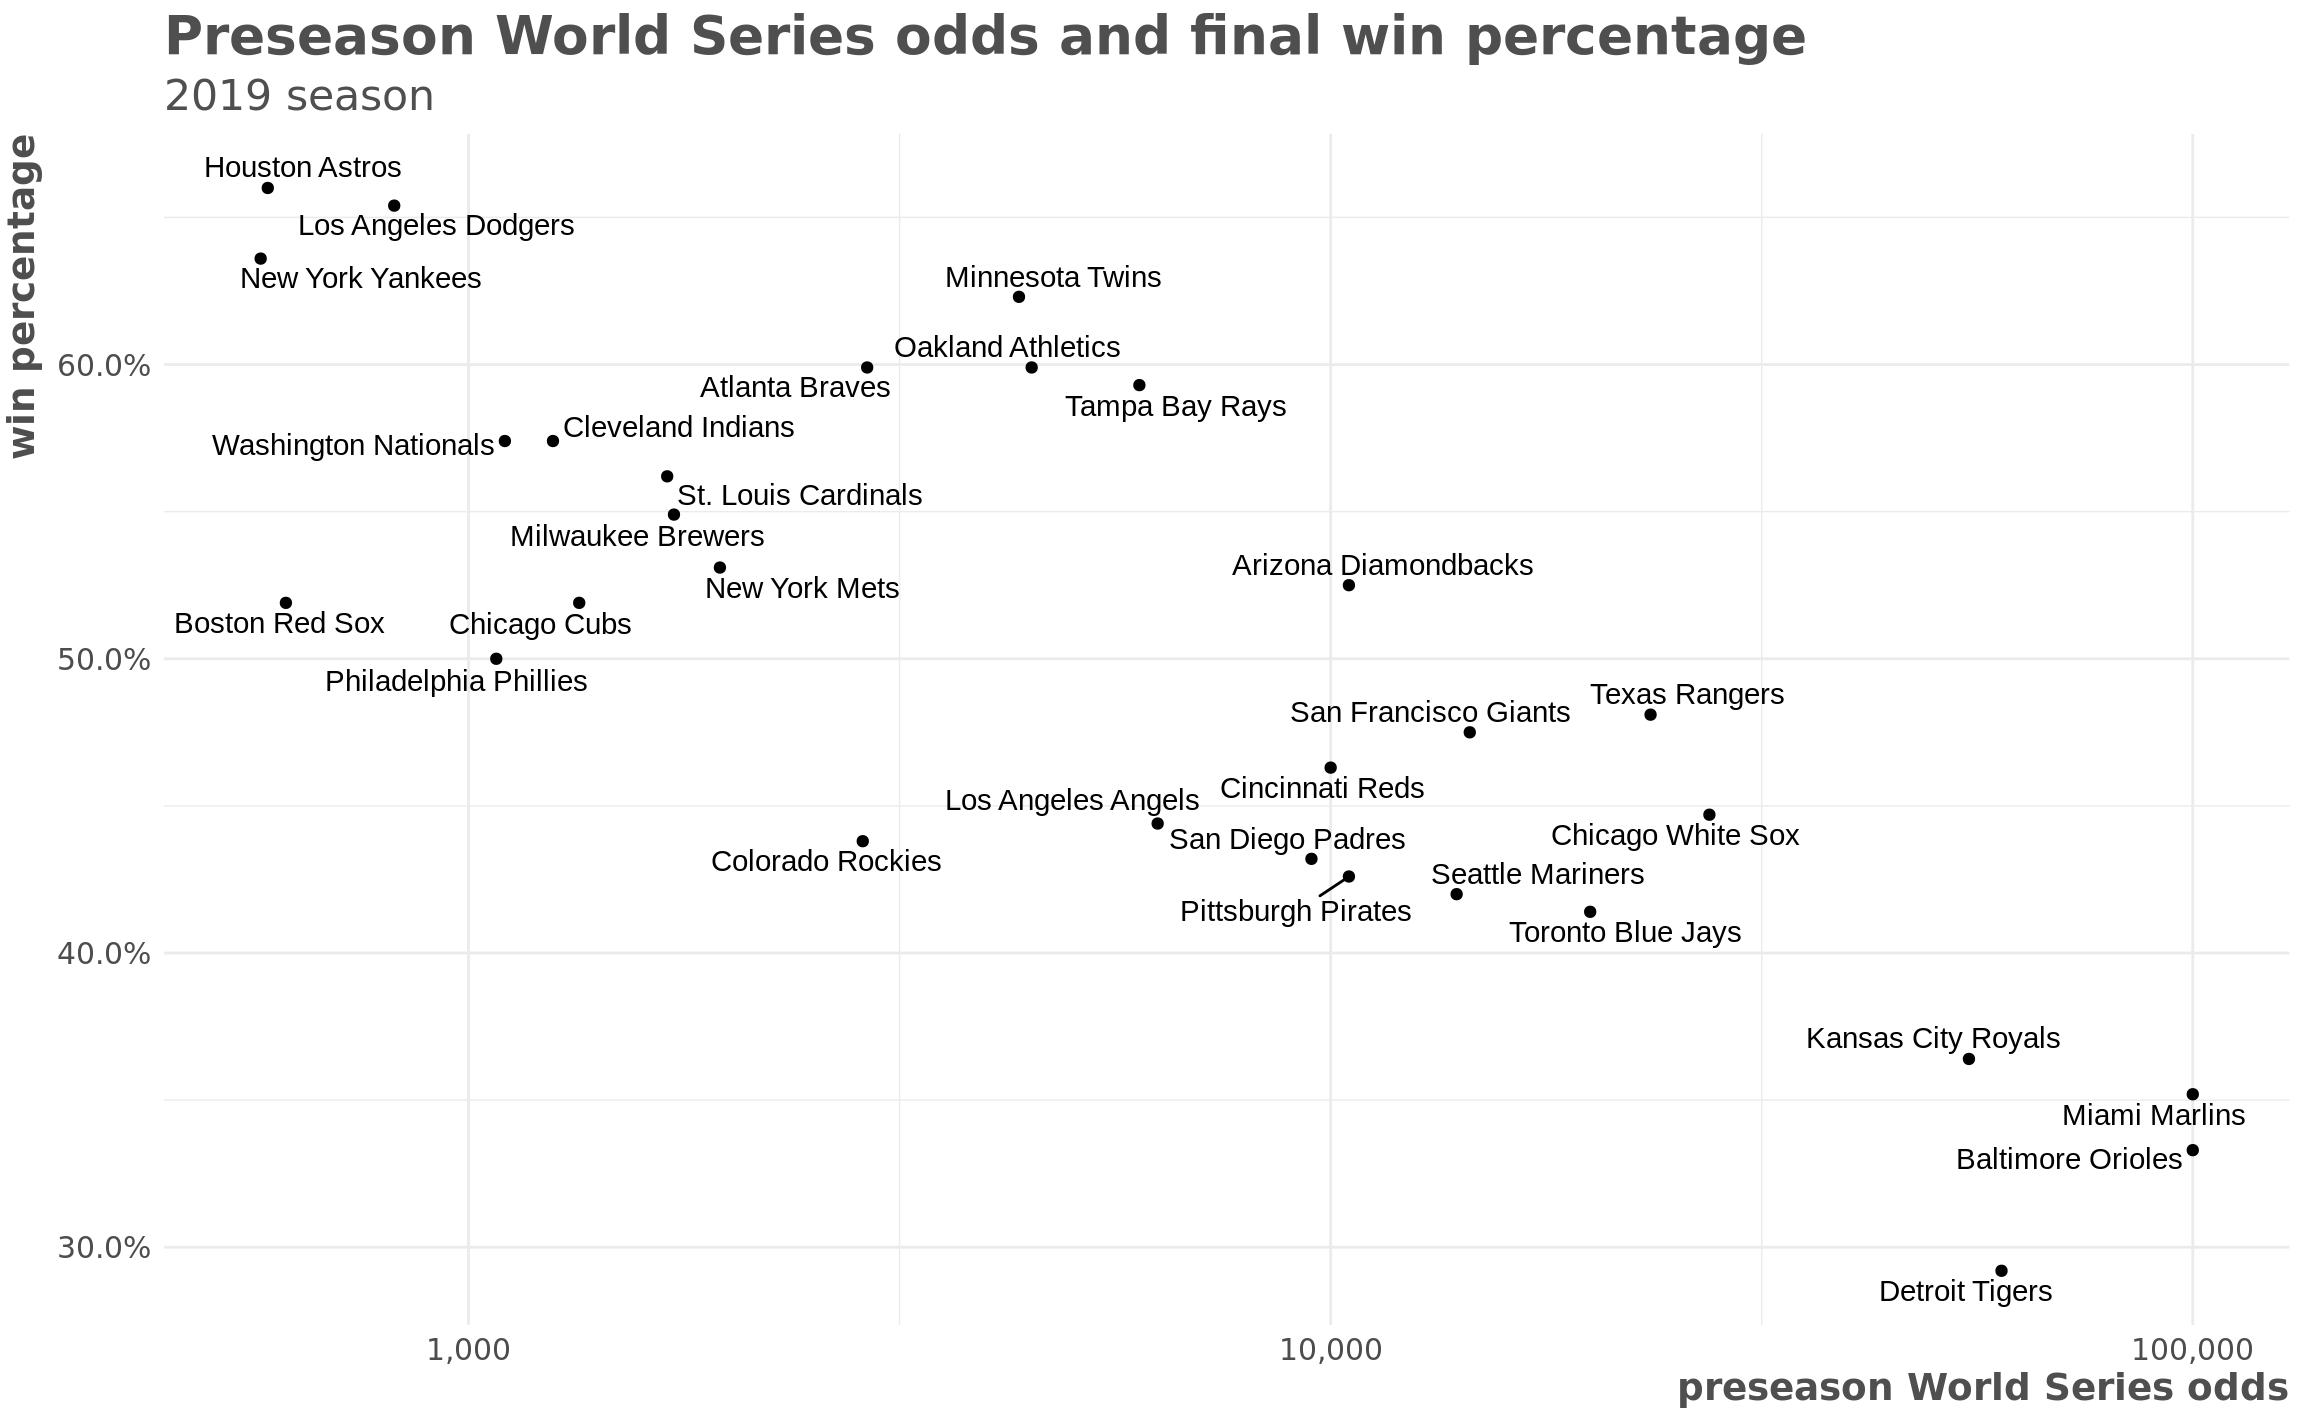 Preseason World Series odds and final win percentage
2019 season
win percentage
Houston Astros
Los Angeles Dodgers
New York Yankees
Minnesota Twins
Oakland Athletics
60.0%
Atlanta Braves
Tampa Bay Rays
Cleveland Indians
Washington Nationals
St. Louis Cardinals
Milwaukee Brewers
Arizona Diamondbacks
New York Mets
Boston Red Sox
Chicago Cubs
50.0%
Philadelphia Phillies
Texas Rangers
San Francisco Giants
Cincinnati Reds
Los Angeles Angels
Chicago White Sox
San Diego Padres
Colorado Rockies
Seattle Mariners
Pittsburgh Pirates
Toronto Blue Jays
40.0%
Kansas City Royals
Miami Marlins
Baltimore Orioles
30.0%
Detroit Tigers
1,000
10,000
100,000
preseason World Series odds